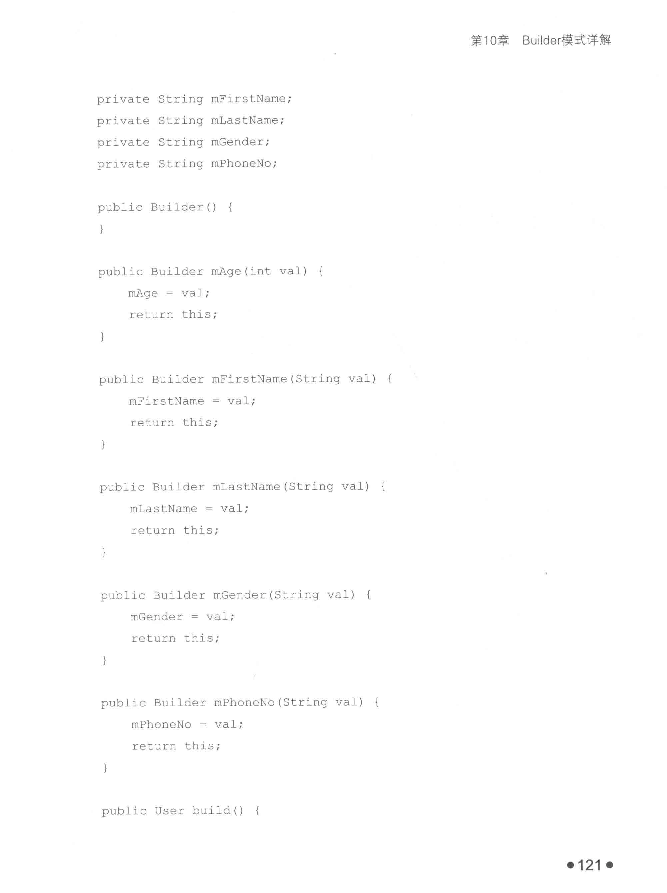 第10章 Builder模式详解
private String mFirstName;
private String mLastName;
private String mGender;
private String mPhoneNo;
public Builder() {
}
public Builder mAge(int val) {
mAge = val;
return this;
}
public Builder mFirstName(String val) {
mFirstName = val;
return this;
}
public Builder mLastName(String val) {
mLastName = val;
return this;
}
public Builder mGender(String val) {
mGender = val;
return this;
}
public Builder mPhoneNo(String val) {
mPhoneNo = val;
return this;
}
public User build() {
●121●